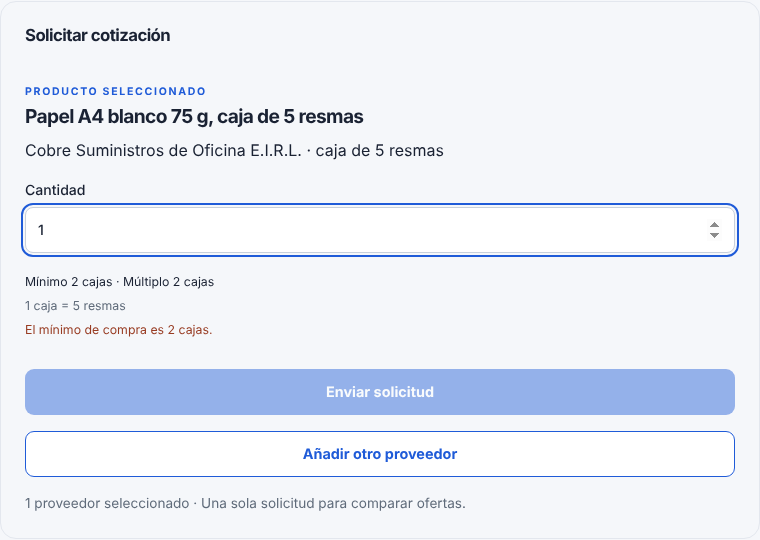 Solicitar cotización
PRODUCTO SELECCIONADO
Papel A4 blanco 75 g, caja de 5 resmas
Cobre Suministros de Oficina E.I.R.L. · caja de 5 resmas
Cantidad
1
Mínimo 2 cajas · Múltiplo 2 cajas
1 caja = 5 resmas
El mínimo de compra es 2 cajas.
Enviar solicitud
Añadir otro proveedor
1 proveedor seleccionado · Una sola solicitud para comparar ofertas.